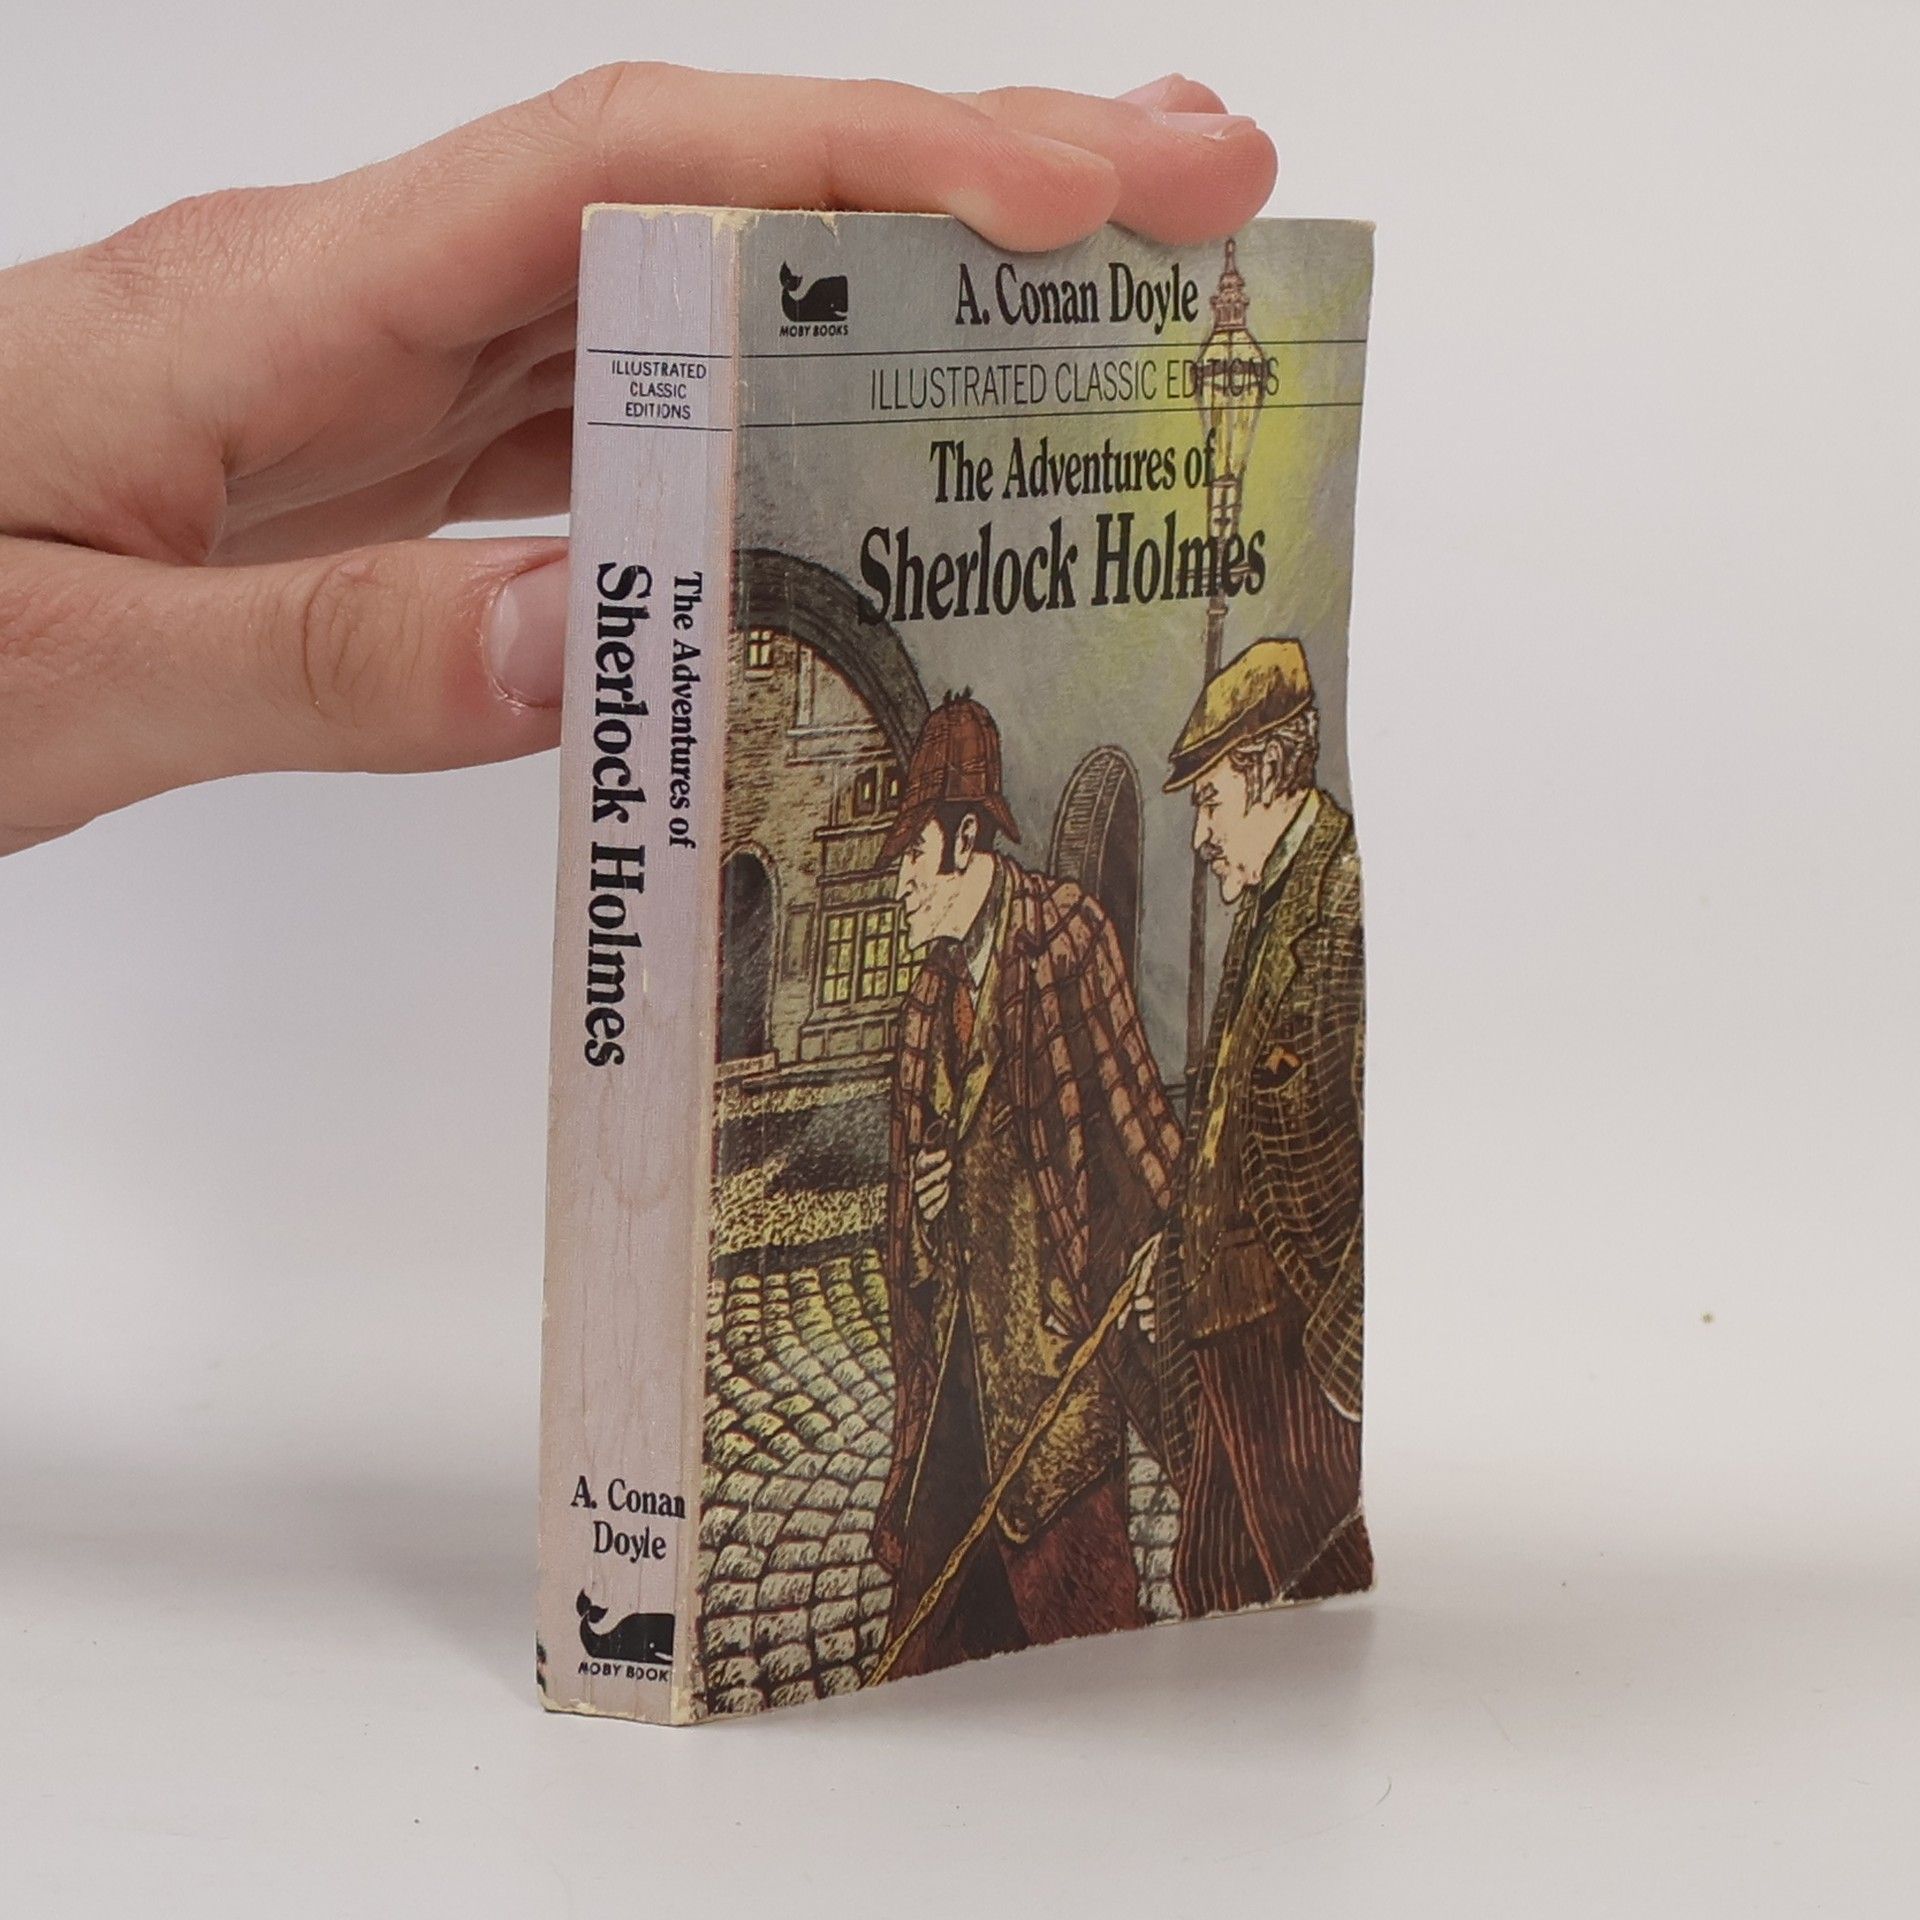 ILLUSTRATED
CLASSIC
EDITIONS
The Adventures of
Sherlock Holmes
A. Conan
Doyle
MOBY BOOK
MOBY BOOKS
A. Conan Doyle
ILLUSTRATED CLASSIC EDITIONS
The Adventures of
Sherlock Holmes